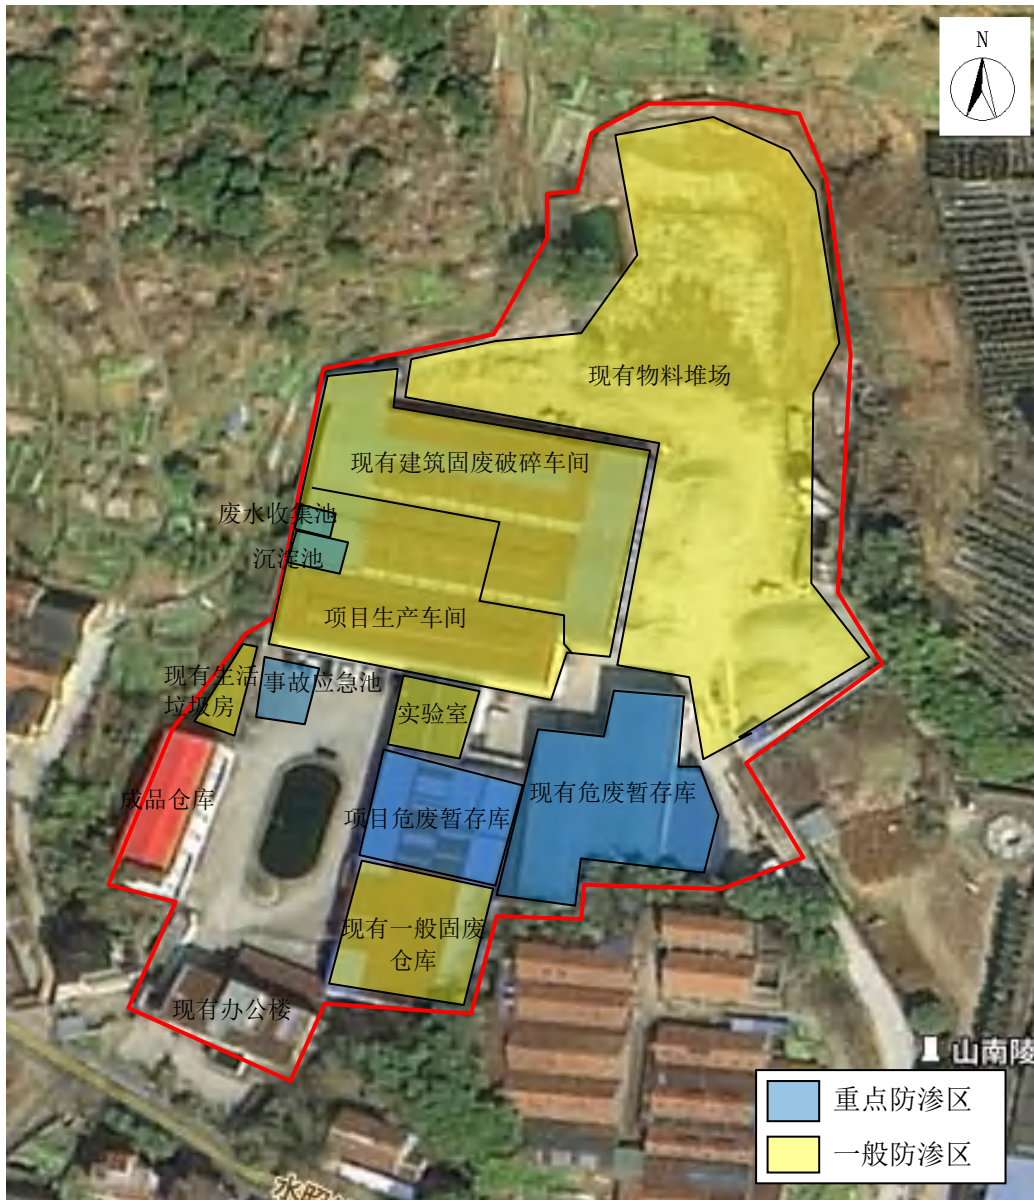 N
现有物料堆场
现有建筑固废破碎车间
废水收集池
沉淀池
项目生产车间
现有生活
垃圾房
事故应急池
实验室
成品仓库
项目危废暂存库
现有危废暂存库
现有一般固废
仓库
现有办公楼
山南陵
重点防渗区
一般防渗区